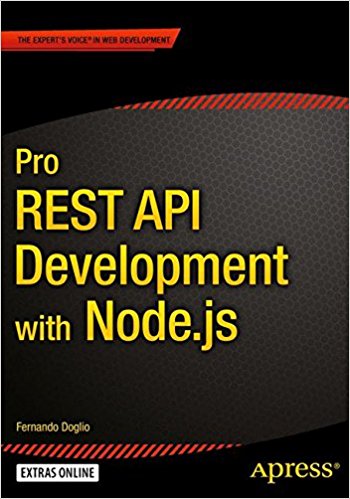 THE EXPERT'S VOICE® IN WEB DEVELOPMENT
Pro
REST API
Development
with Node.js
Fernando Doglio
EXTRAS ONLINE
Apress®